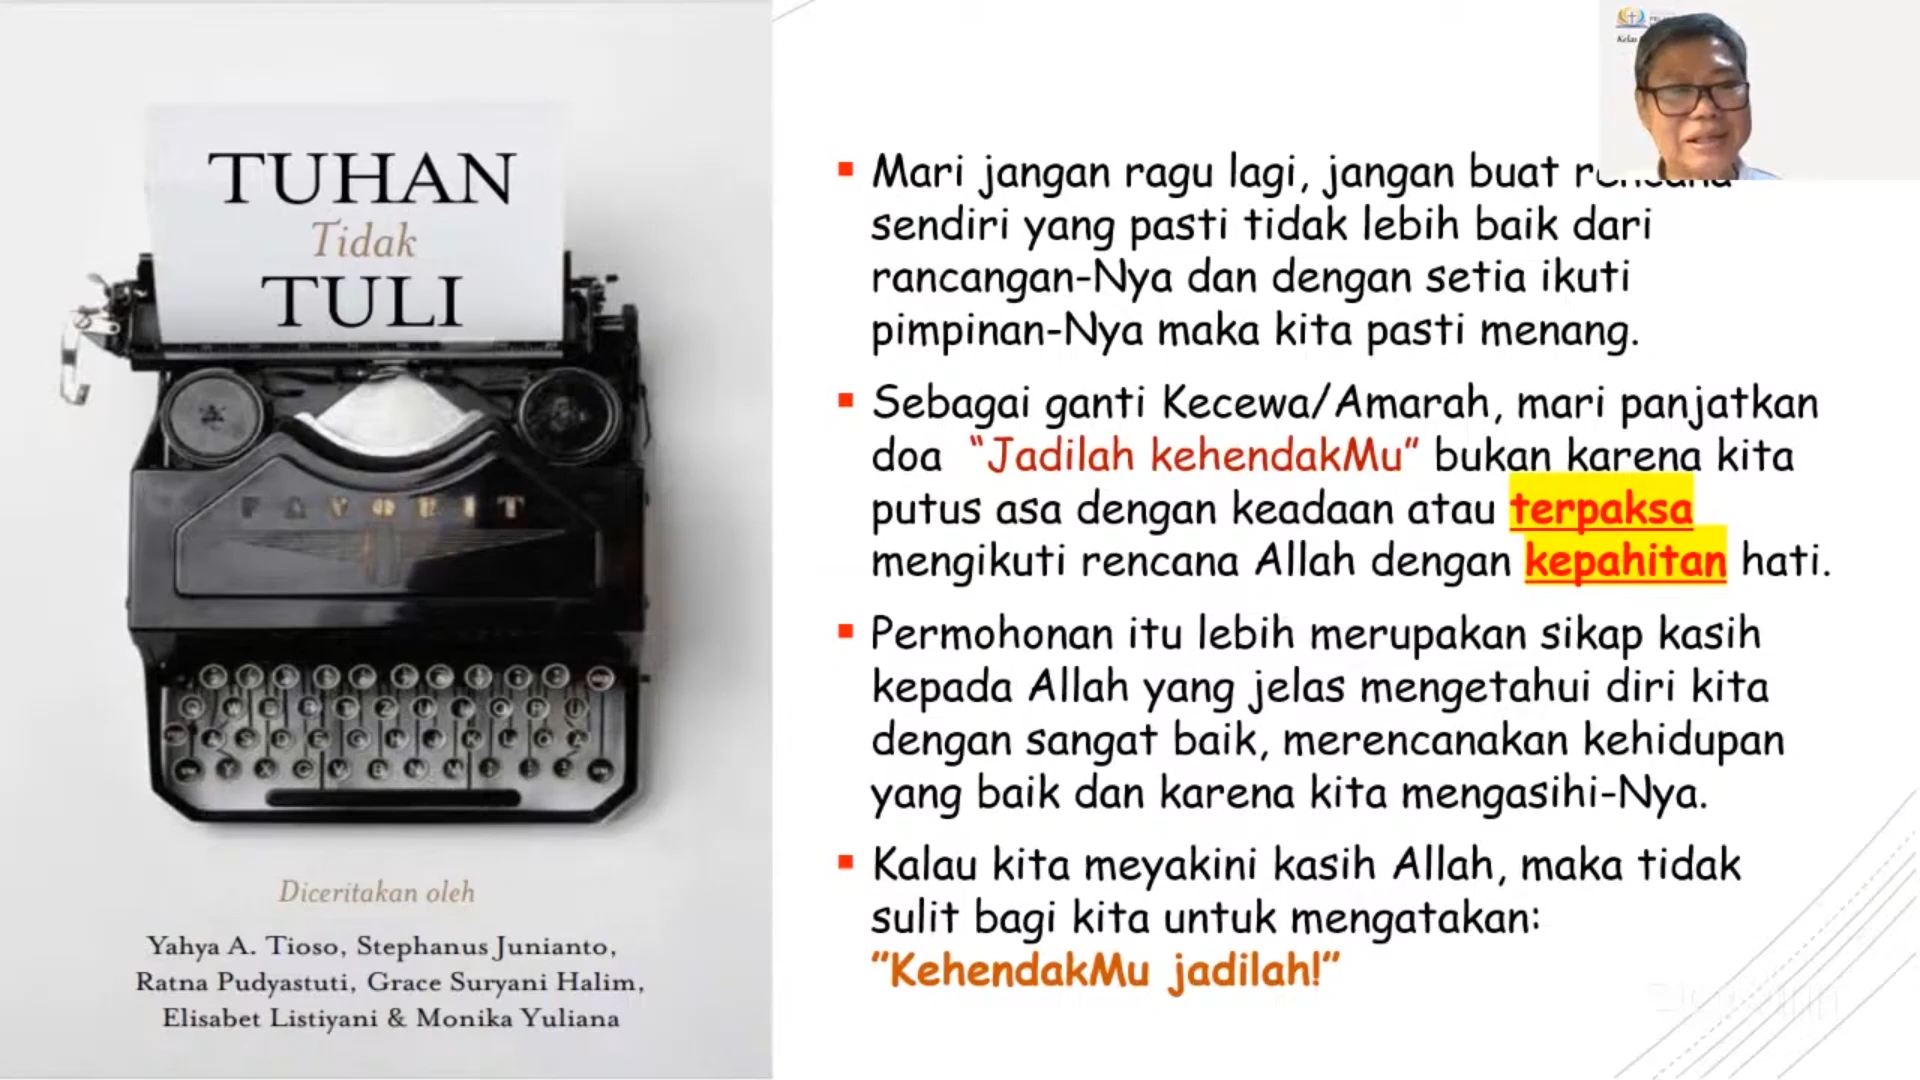 TUHAN
Tidak
TULI
FAVORIT
Diceritakan oleh
Yahya A. Tioso, Stephanus Junianto,
Ratna Pudyastuti, Grace Suryani Halim,
Elisabet Listiyani & Monika Yuliana
Mari jangan ragu lagi, jangan buat rencana
sendiri yang pasti tidak lebih baik dari
rancangan-Nya dan dengan setia ikuti
pimpinan-Nya maka kita pasti menang.
Sebagai ganti Kecewa/Amarah, mari panjatkan
doa "Jadilah kehendakMu" bukan karena kita
putus asa dengan keadaan atau terpaksa
mengikuti rencana Allah dengan kepahitan hati.
Permohonan itu lebih merupakan sikap kasih
kepada Allah yang jelas mengetahui diri kita
dengan sangat baik, merencanakan kehidupan
yang baik dan karena kita mengasihi-Nya.
Kalau kita meyakini kasih Allah, maka tidak
sulit bagi kita untuk mengatakan:
"KehendakMu jadilah!"